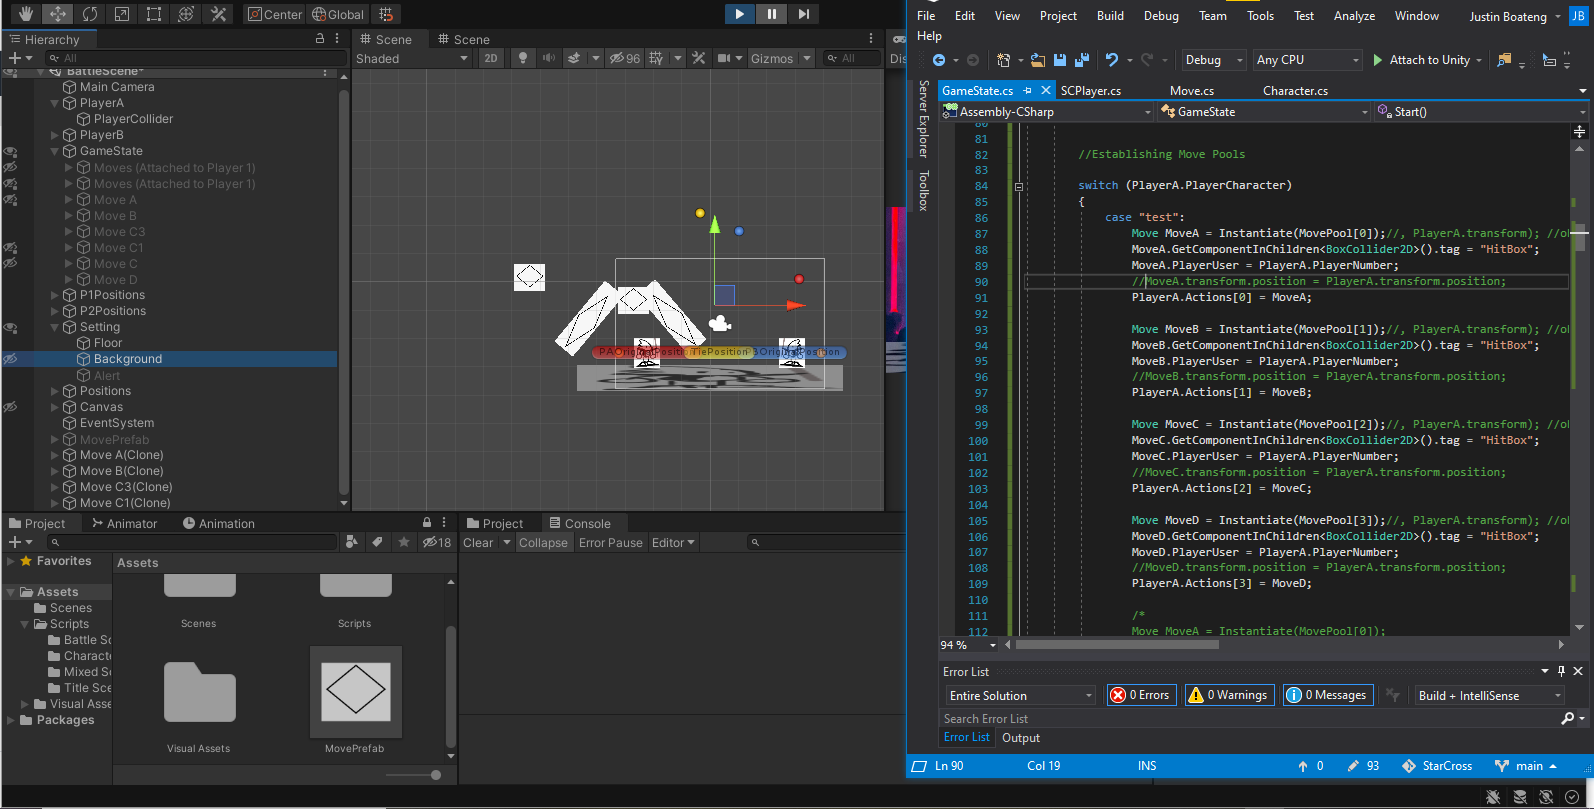 Center
Global
Hierarchy
All
BattleScene*
Main Camera
PlayerA
PlayerCollider
PlayerB
GameState
Moves (Attached to Player 1)
Moves (Attached to Player 1)
Move A
Move B
Move C3
Move C1
Move C
Move D
P1Positions
P2Positions
Setting
Floor
Background
Alert
Positions
Canvas
EventSystem
MovePrefab
Move A(Clone)
Move B(Clone)
Move C3(Clone)
Move C1(Clone)
Scene
Scene
Shaded
2D
96
Gizmos
All
Dis
PAOriginalPosition
TiePosition
PBOriginalPosition
Project
Animator
Animation
18
Favorites
Assets
Scenes
Scripts
Battle Sc
Characte
Mixed Sc
Title Sce
Visual Asse
Packages
Assets
Scenes
Scripts
Visual Assets
MovePrefab
Project
Console
Clear
Collapse
Error Pause
Editor
File Edit View Project Build Debug Team Tools Test Analyze Window
Justin Boateng
JB
Help
Debug
Any CPU
Attach to Unity
Server Explorer
Toolbox
GameState.cs
SCPlayer.cs
Move.cs
Character.cs
Assembly-CSharp
GameState
Start()
80
81
82 //Establishing Move Pools
83
84 switch (PlayerA.PlayerCharacter)
85 {
86 case "test":
87 Move MoveA = Instantiate(MovePool[0]);//, PlayerA.transform); //ol
88 MoveA.GetComponentInChildren<BoxCollider2D>().tag = "HitBox";
89 MoveA.PlayerUser = PlayerA.PlayerNumber;
90 //MoveA.transform.position = PlayerA.transform.position;
91 PlayerA.Actions[0] = MoveA;
92
93 Move MoveB = Instantiate(MovePool[1]);//, PlayerA.transform); //ol
94 MoveB.GetComponentInChildren<BoxCollider2D>().tag = "HitBox";
95 MoveB.PlayerUser = PlayerA.PlayerNumber;
96 //MoveB.transform.position = PlayerA.transform.position;
97 PlayerA.Actions[1] = MoveB;
98
99 Move MoveC = Instantiate(MovePool[2]);//, PlayerA.transform); //ol
100 MoveC.GetComponentInChildren<BoxCollider2D>().tag = "HitBox";
101 MoveC.PlayerUser = PlayerA.PlayerNumber;
102 //MoveC.transform.position = PlayerA.transform.position;
103 PlayerA.Actions[2] = MoveC;
104
105 Move MoveD = Instantiate(MovePool[3]);//, PlayerA.transform); //ol
106 MoveD.GetComponentInChildren<BoxCollider2D>().tag = "HitBox";
107 MoveD.PlayerUser = PlayerA.PlayerNumber;
108 //MoveD.transform.position = PlayerA.transform.position;
109 PlayerA.Actions[3] = MoveD;
110
111 /*
112 Move MoveA = Instantiate(MovePool[0]);
94 %
Error List
Entire Solution
0 Errors
0 Warnings
0 Messages
Build + IntelliSense
Search Error List
Error List
Output
Ln 90
Col 19
INS
0
93
StarCross
main